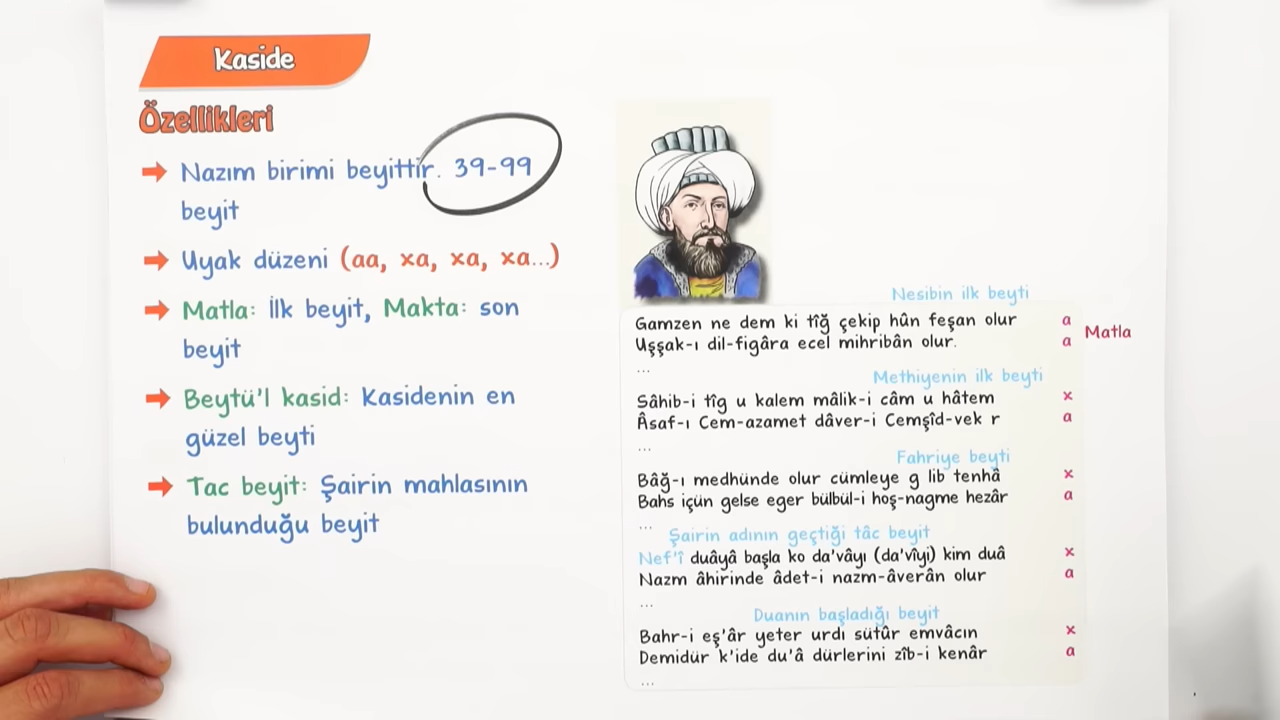 Kaside
Özellikleri
Nazım birimi beyittir. 39-99
beyit
Uyak düzeni (aa, xa, xa, xa...)
Matla: İlk beyit, Makta: son
beyit
Beytü'l kasid: Kasidenin en
güzel beyti
Tac beyit: Şairin mahlasının
bulunduğu beyit
Nesibin ilk beyti
Gamzen ne dem ki tîğ çekip hûn feşan olur a
Uşşak-ı dil-figâra ecel mihribân olur. a
Matla
...
Methiyenin ilk beyti
Sâhib-i tîg u kalem mâlik-i câm u hâtem x
Âsaf-ı Cem-azamet dâver-i Cemşîd-vek r a
...
Fahriye beyti
Bâğ-ı medhünde olur cümleye g lib tenhâ x
Bahs içün gelse eger bülbül-i hoş-nagme hezâr a
...
Şairin adının geçtiği tâc beyit
Nef'î duâyâ başla ko da'vâyı (da'vîyi) kim duâ x
Nazm âhirinde âdet-i nazm-âverân olur a
...
Duanın başladığı beyit
Bahr-i eş'âr yeter urdı sütûr emvâcın x
Demidür k'ide du'â dürlerini zîb-i kenâr a
...